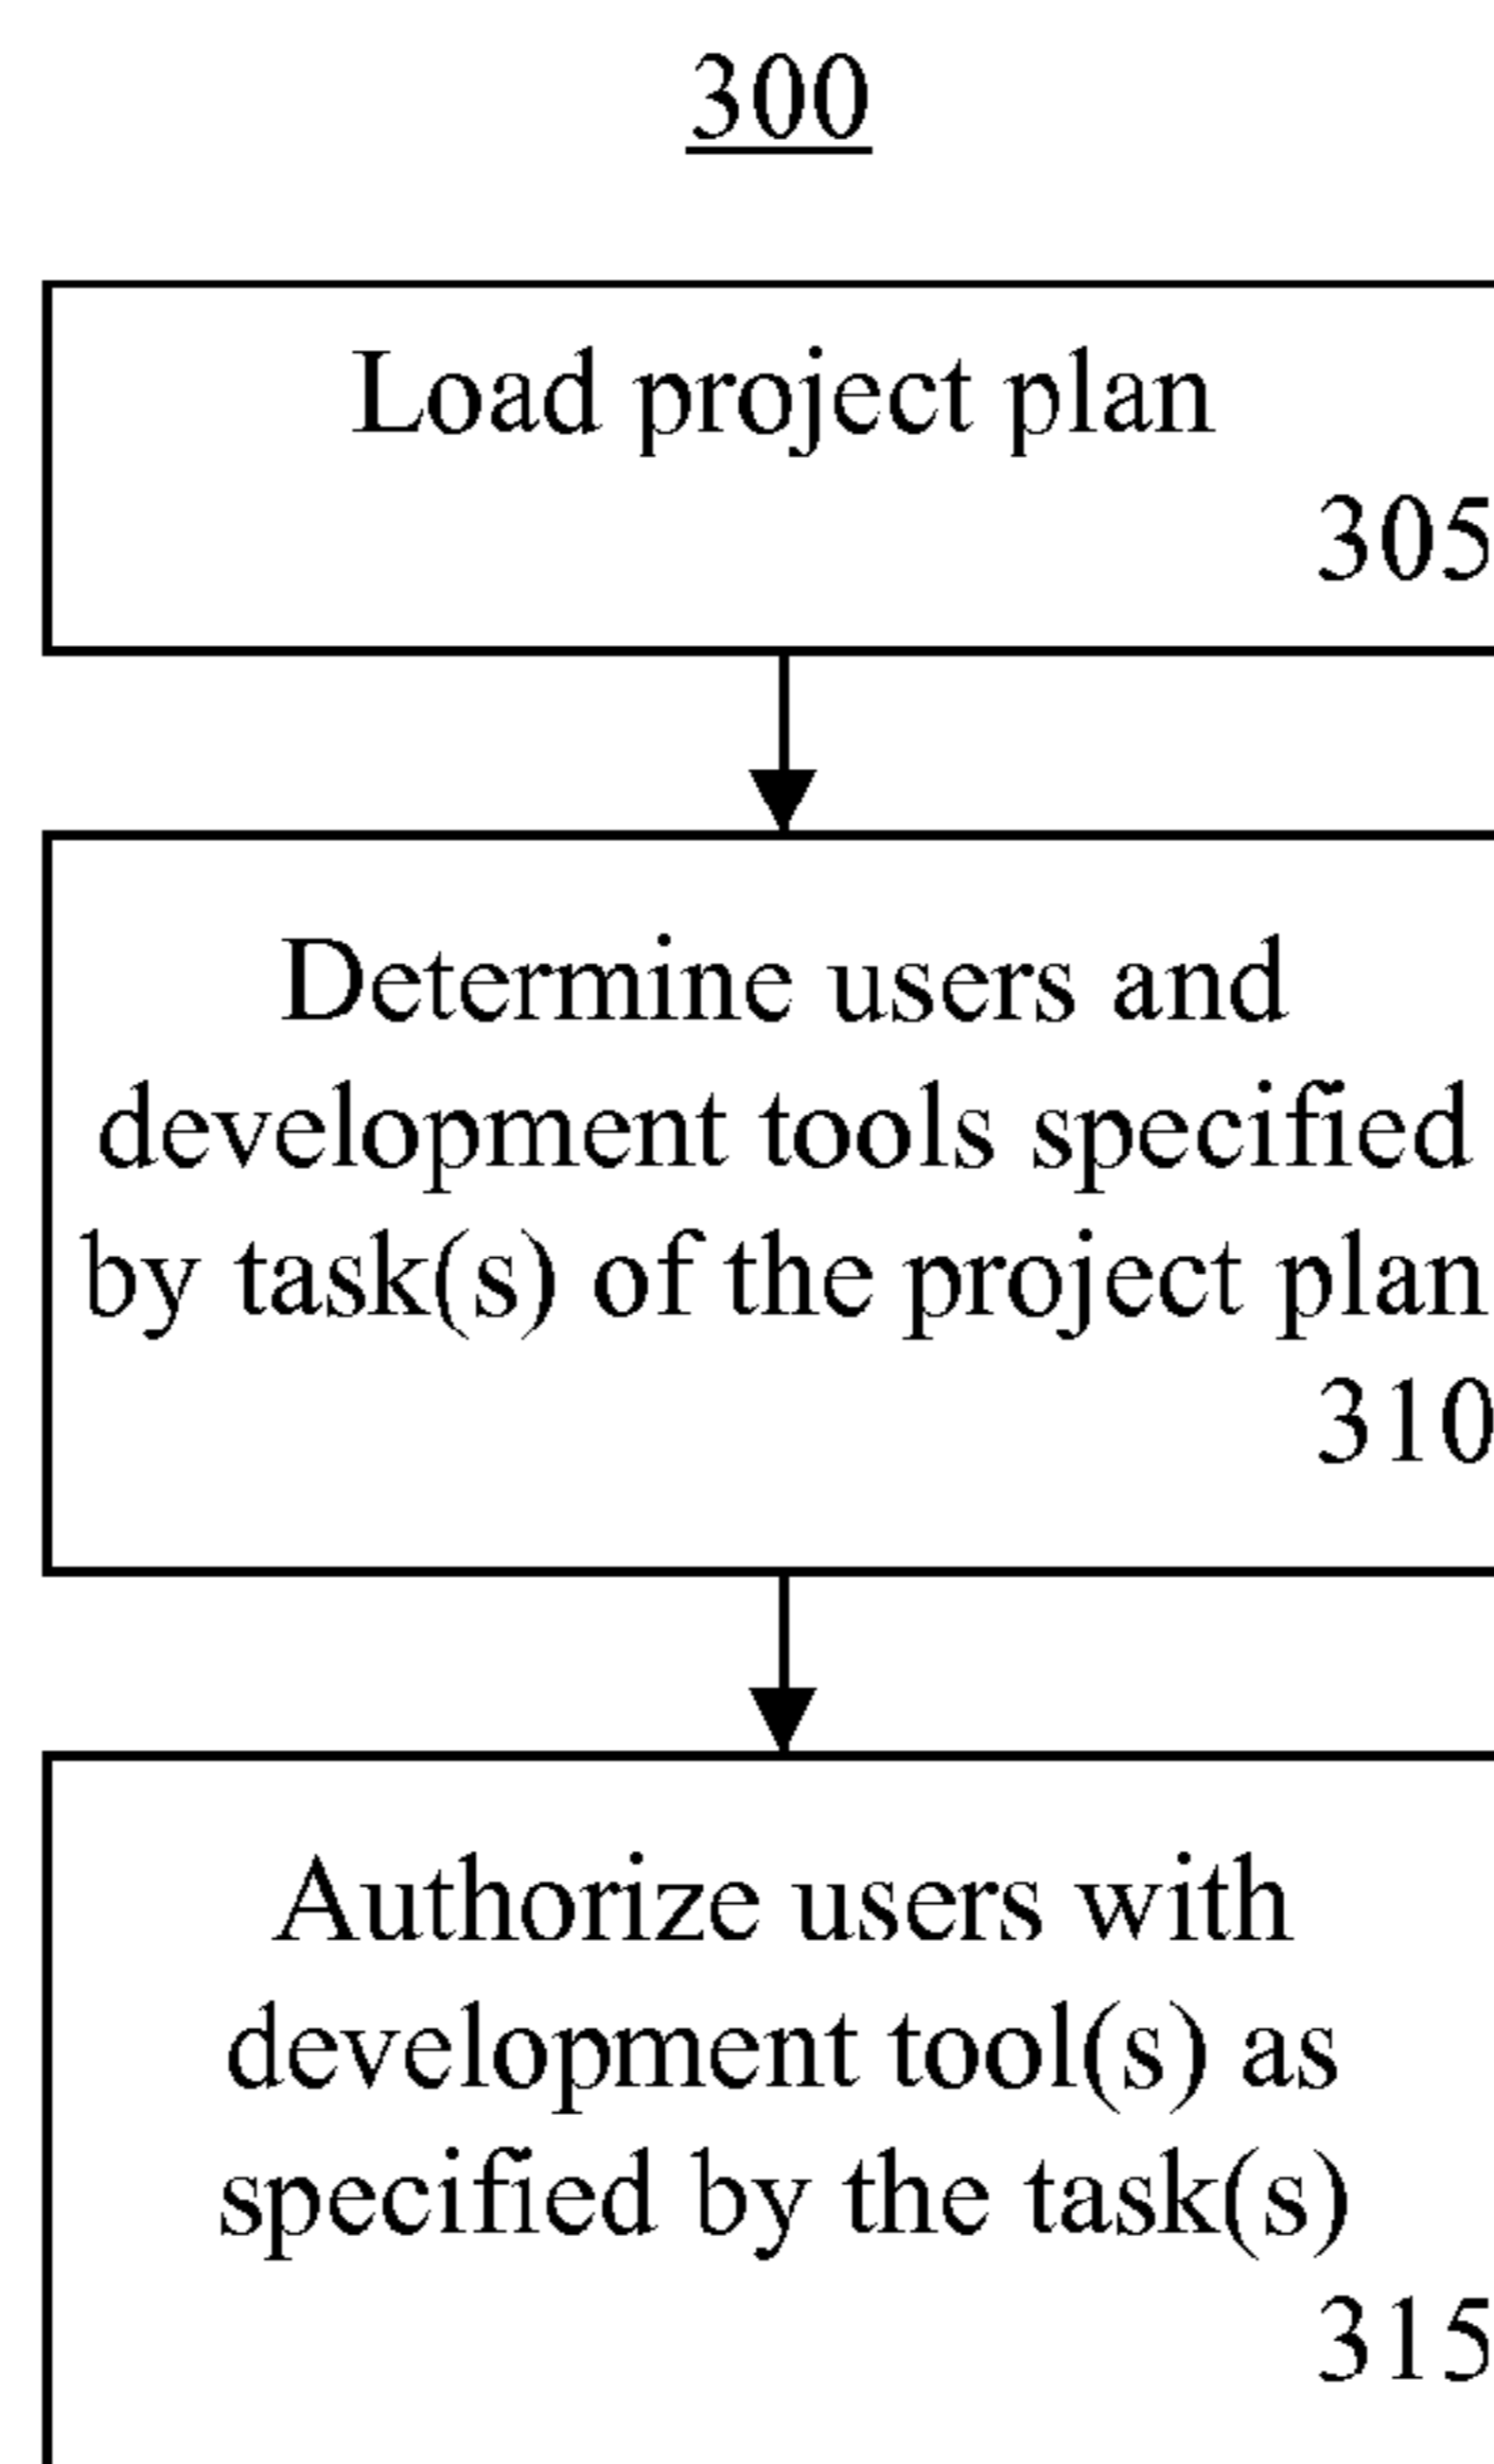 300
Load project plan
305
Determine users and
development tools specified
by task(s) of the project plan
310
Authorize users with
development tool(s) as
specified by the task(s)
315